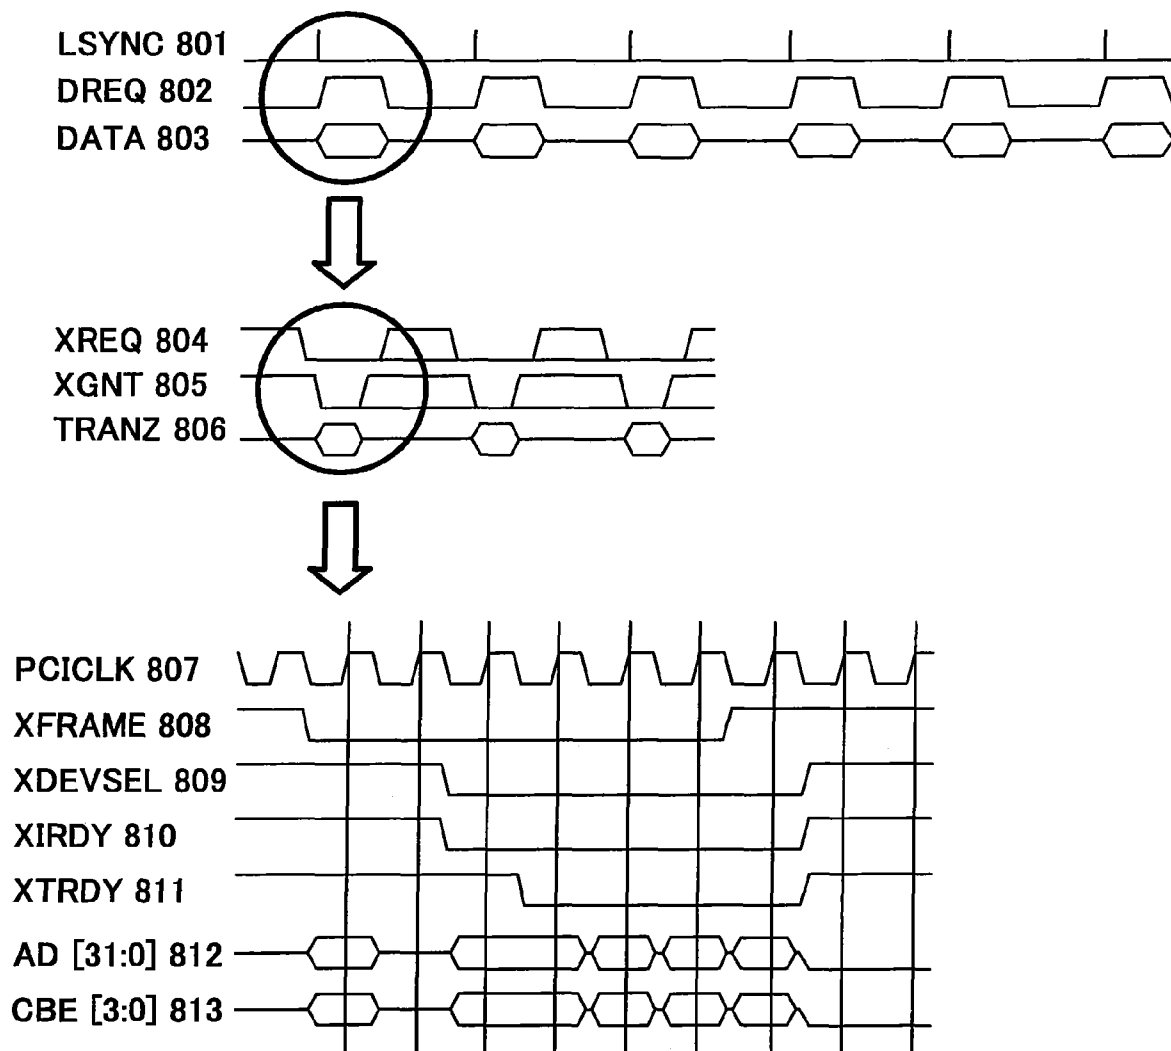 LSYNC 801
DREQ 802
DATA 803
XREQ 804
XGNT 805
TRANZ 806
PCICLK 807
XFRAME 808
XDEVSEL 809
XIRDY 810
XTRDY 811
AD [31:0] 812
CBE [3:0] 813